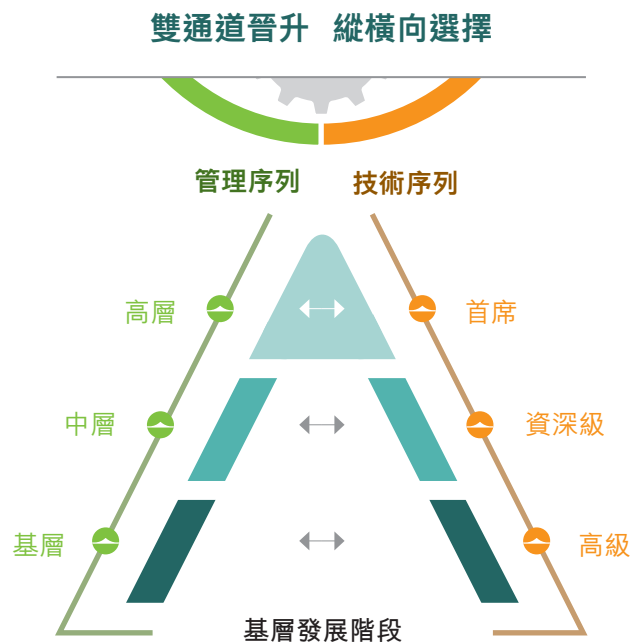 雙通道晉升 縱橫向選擇
管理序列 技術序列
高層 首席
中層 資深級
基層 高級
基層發展階段